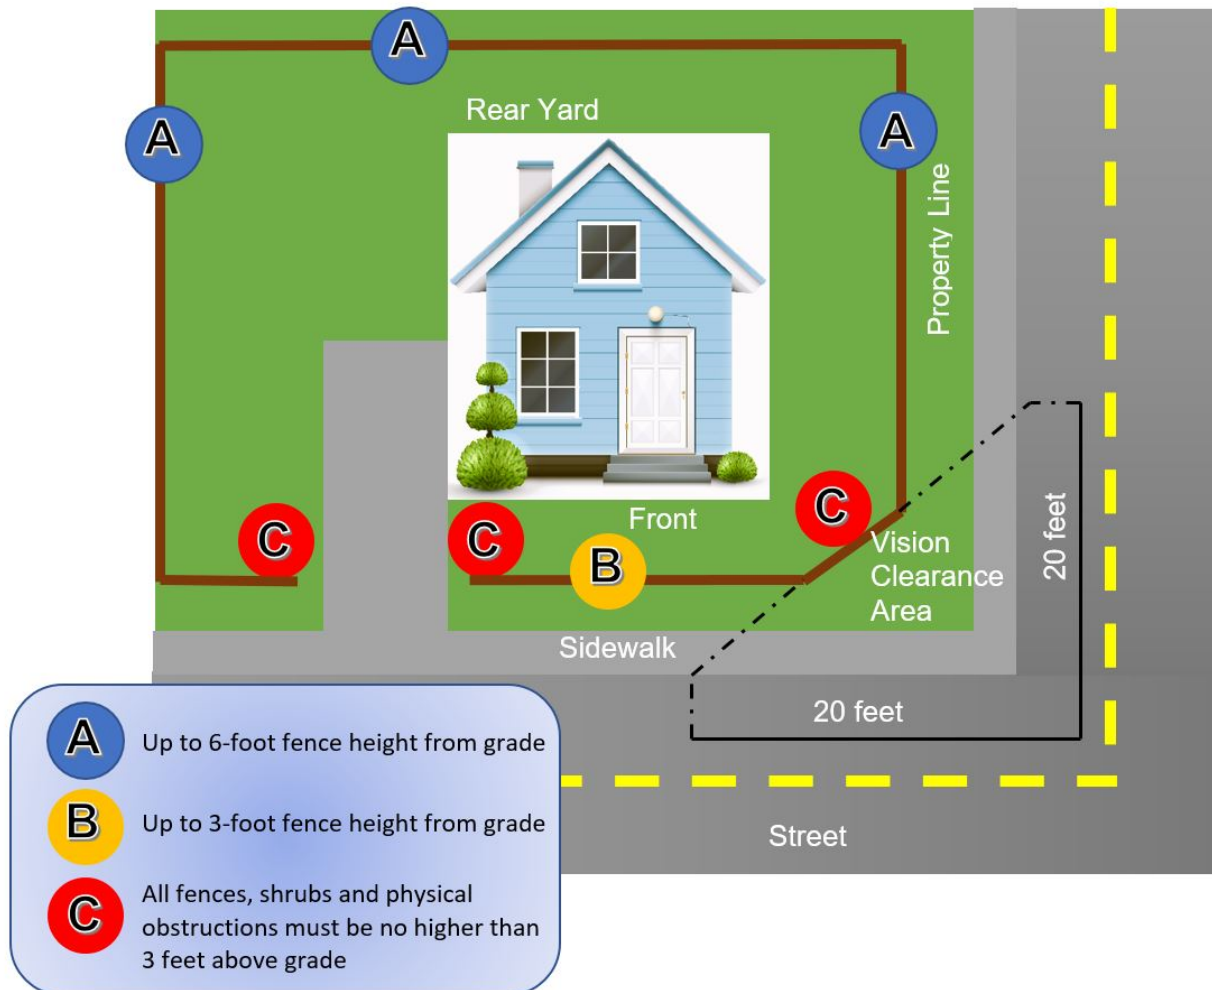 A
A
A
Rear Yard
Property Line
C
C
C
B
Front
Vision
Clearance
Area
20 feet
Sidewalk
20 feet
Street
A Up to 6-foot fence height from grade
B Up to 3-foot fence height from grade
C All fences, shrubs and physical
obstructions must be no higher than
3 feet above grade